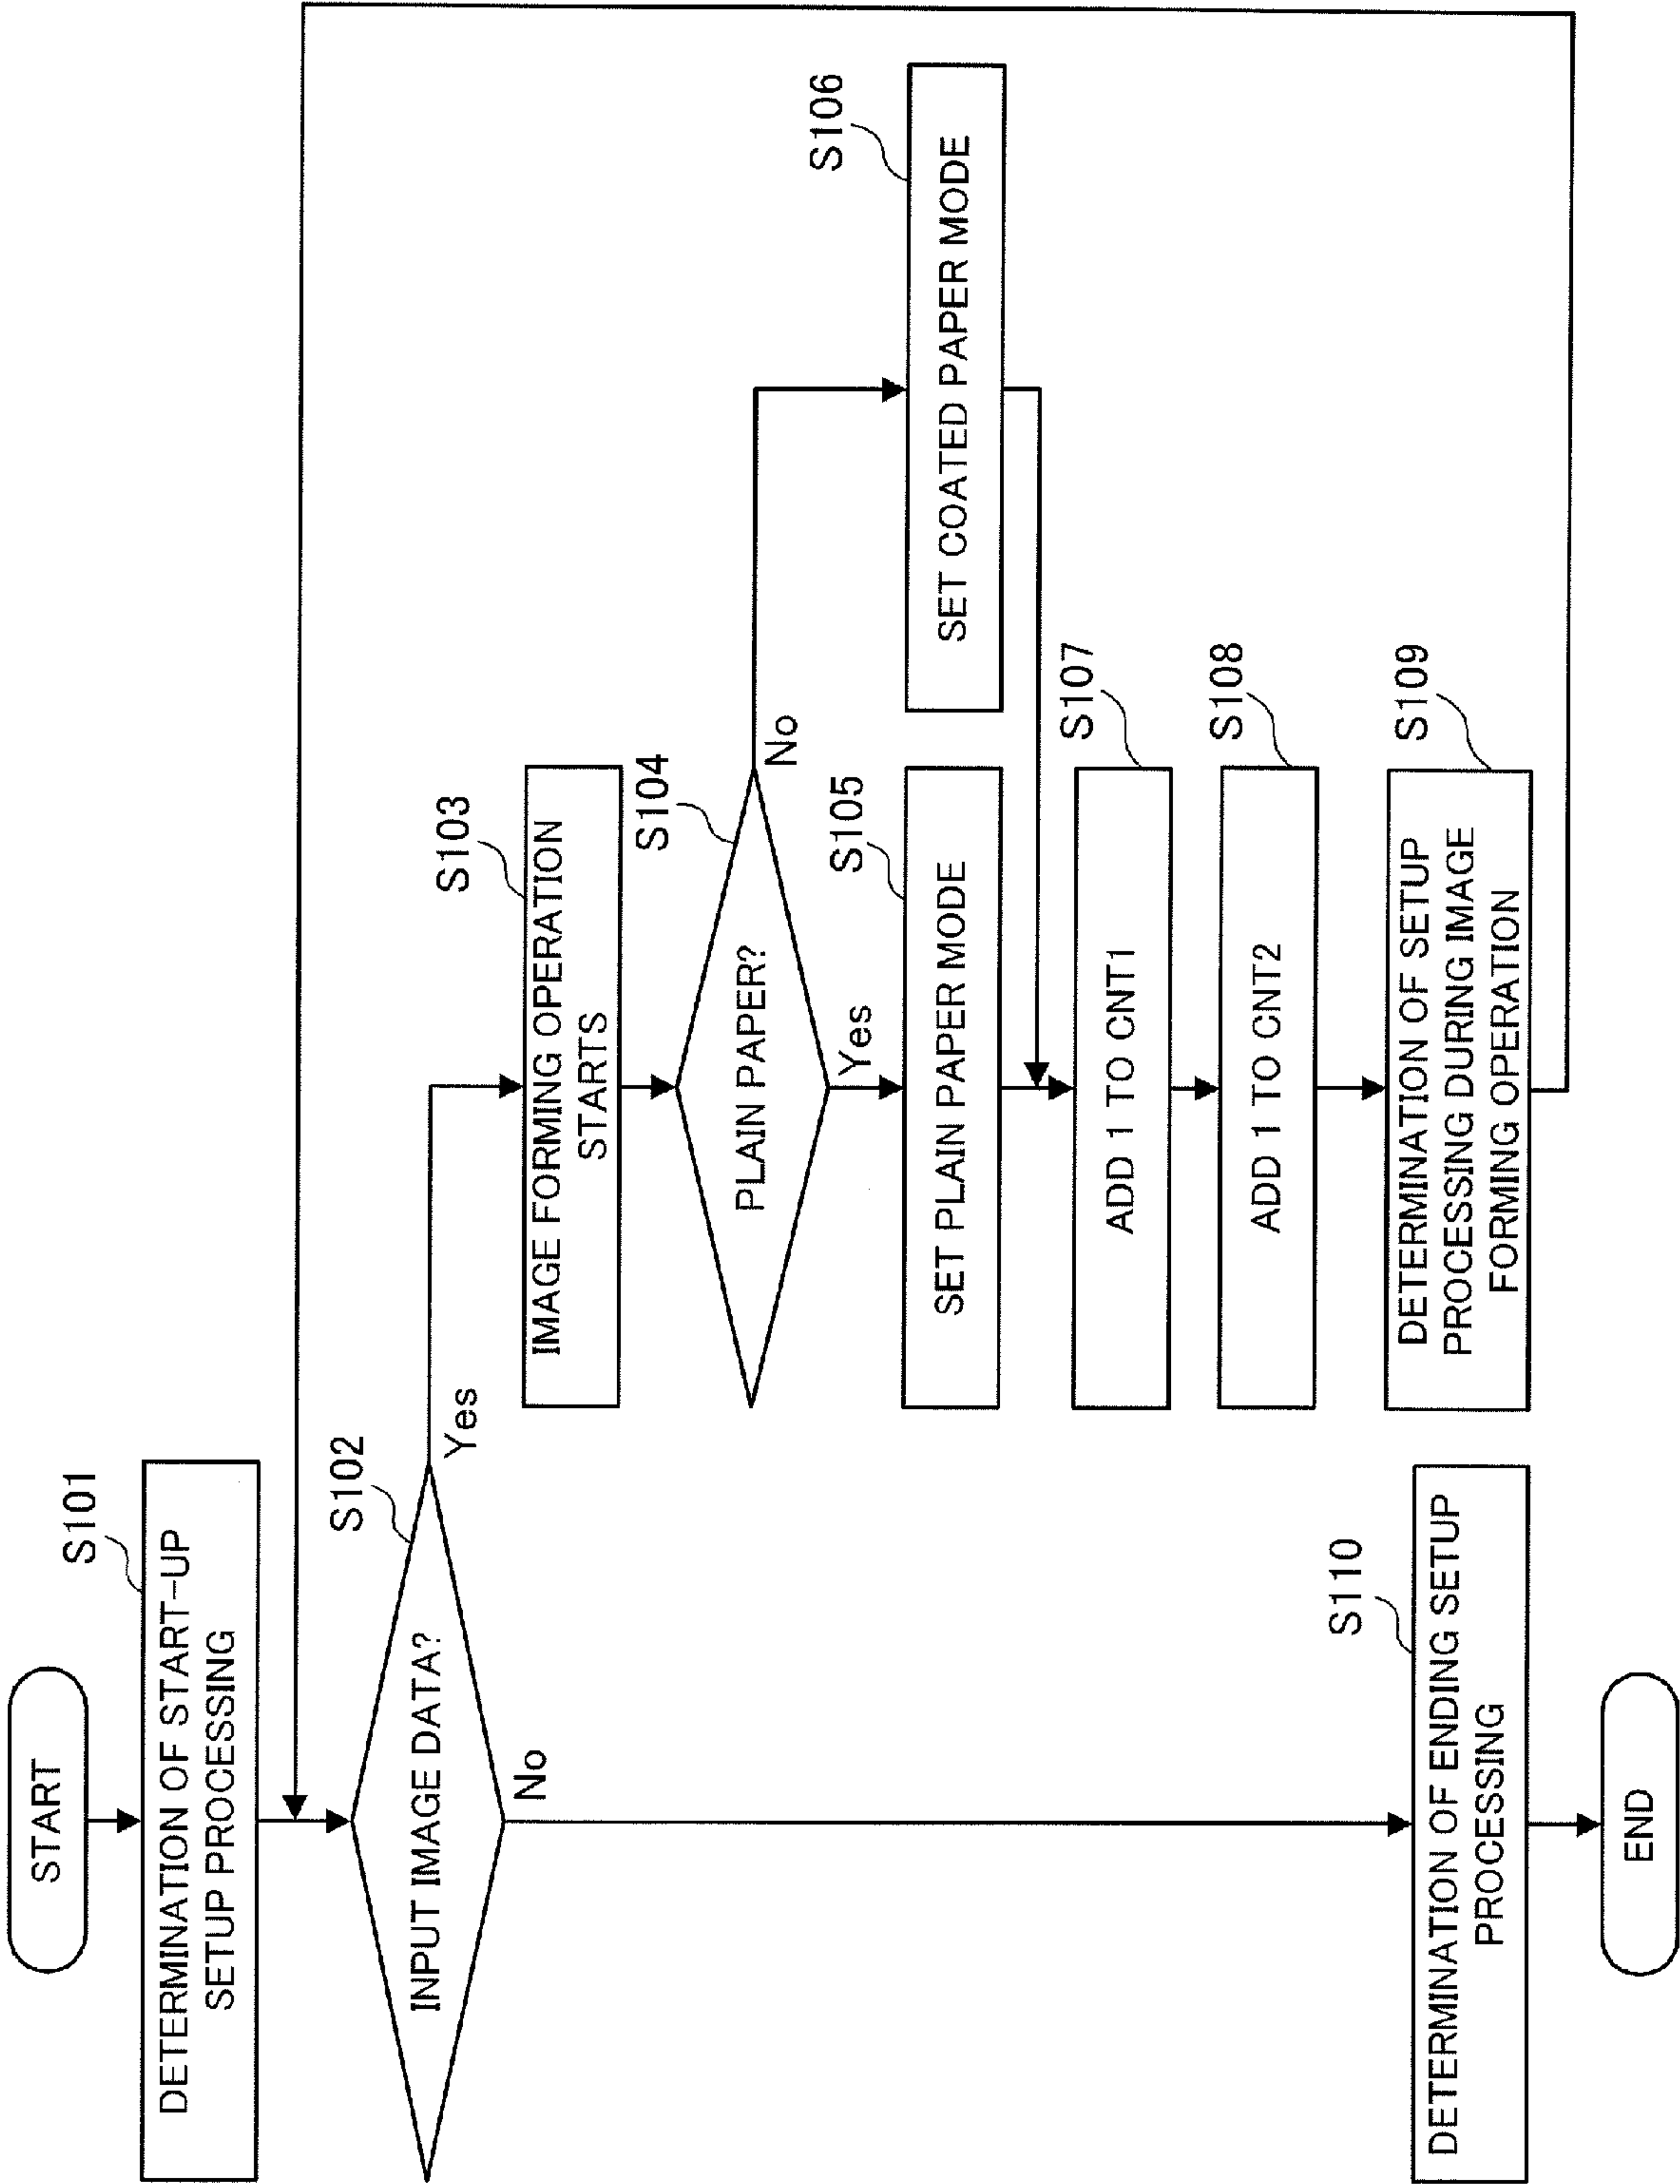 START
S101
DETERMINATION OF START-UP
SETUP PROCESSING
S102
INPUT IMAGE DATA?
Yes
No
S103
IMAGE FORMING OPERATION
STARTS
S104
PLAIN PAPER?
No
Yes
S105
SET PLAIN PAPER MODE
S106
SET COATED PAPER MODE
S107
ADD 1 TO CNT1
S108
ADD 1 TO CNT2
S109
DETERMINATION OF SETUP
PROCESSING DURING IMAGE
FORMING OPERATION
S110
DETERMINATION OF ENDING SETUP
PROCESSING
END